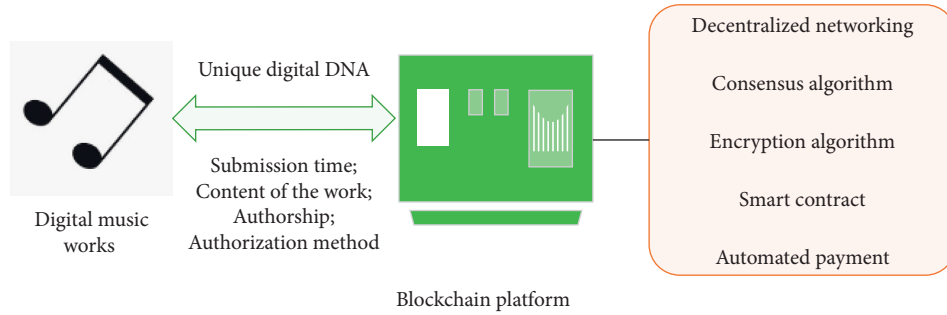 Unique digital DNA
Submission time;
Content of the work;
Authorship;
Authorization method
Digital music
works
Blockchain platform
Decentralized networking
Consensus algorithm
Encryption algorithm
Smart contract
Automated payment